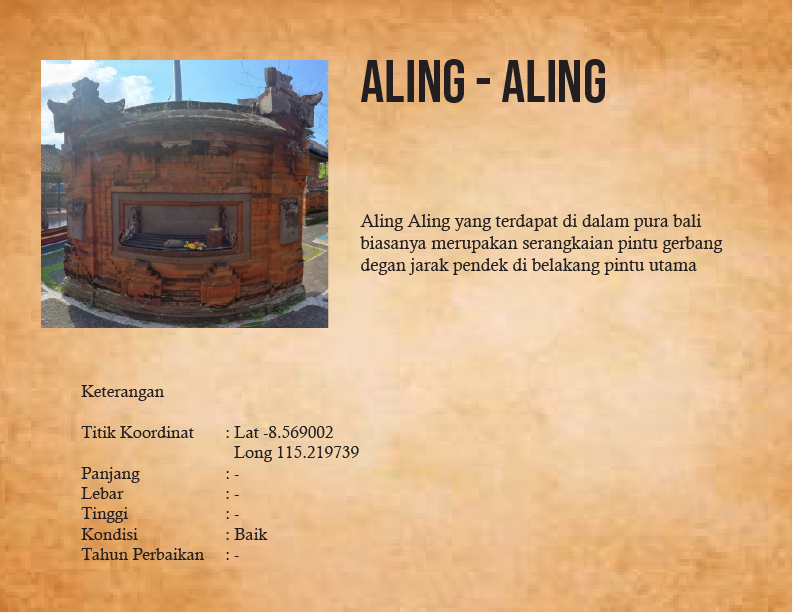 ALING - ALING
Aling Aling yang terdapat di dalam pura bali
biasanya merupakan serangkaian pintu gerbang
degan jarak pendek di belakang pintu utama
Keterangan
Titik Koordinat : Lat -8.569002
Long 115.219739
Panjang : -
Lebar : -
Tinggi : -
Kondisi : Baik
Tahun Perbaikan : -